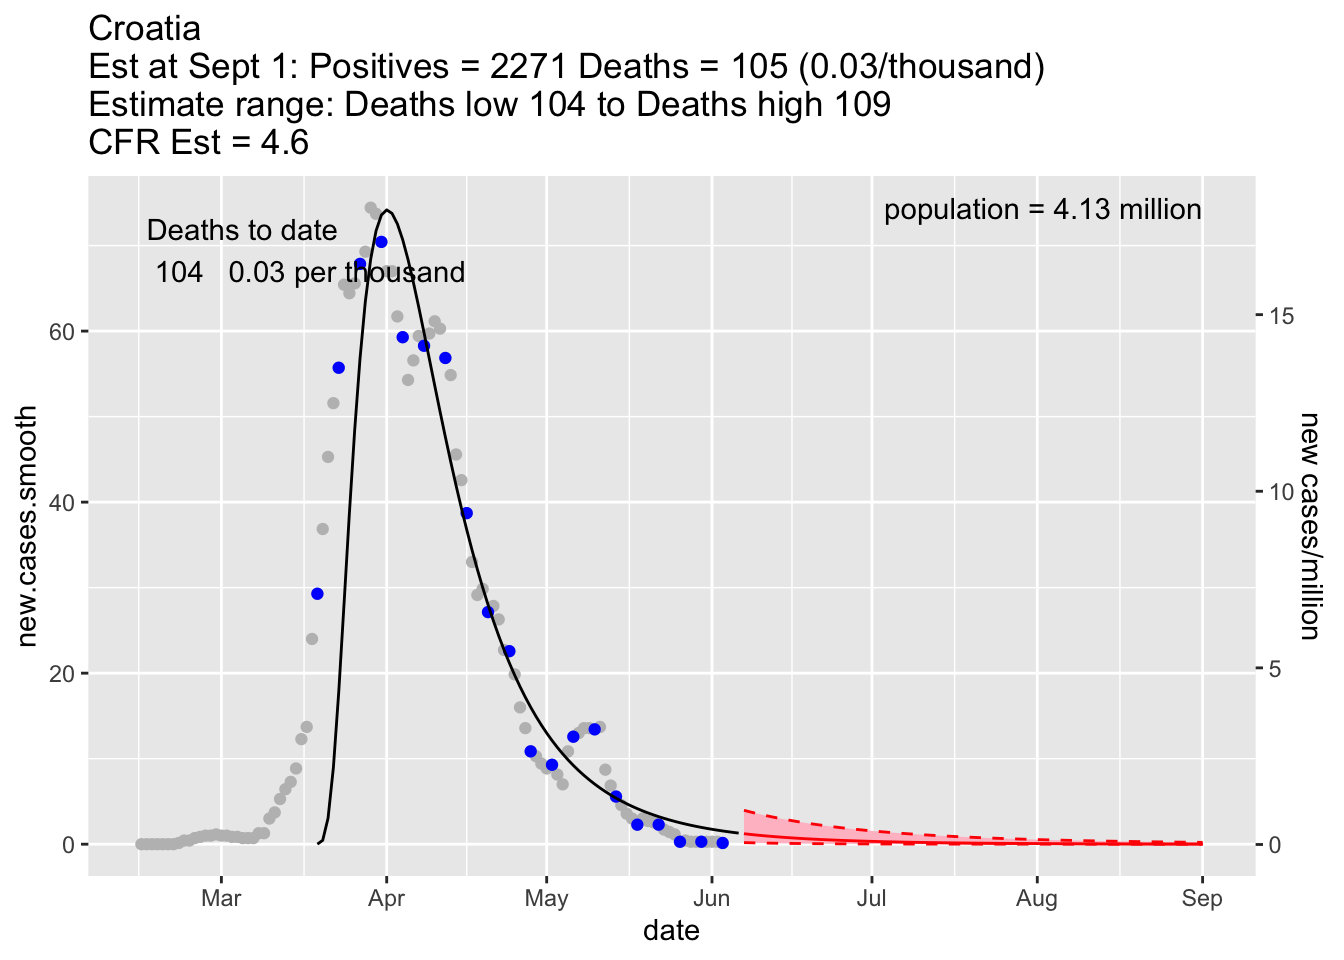 Croatia
Est at Sept 1: Positives = 2271 Deaths = 105 (0.03/thousand)
Estimate range: Deaths low 104 to Deaths high 109
CFR Est = 4.6
population = 4.13 million
Deaths to date
104 0.03 per thousand
new.cases.smooth
60
40
20
0
15
10
5
0
new cases/million
Mar Apr May Jun Jul Aug Sep
date